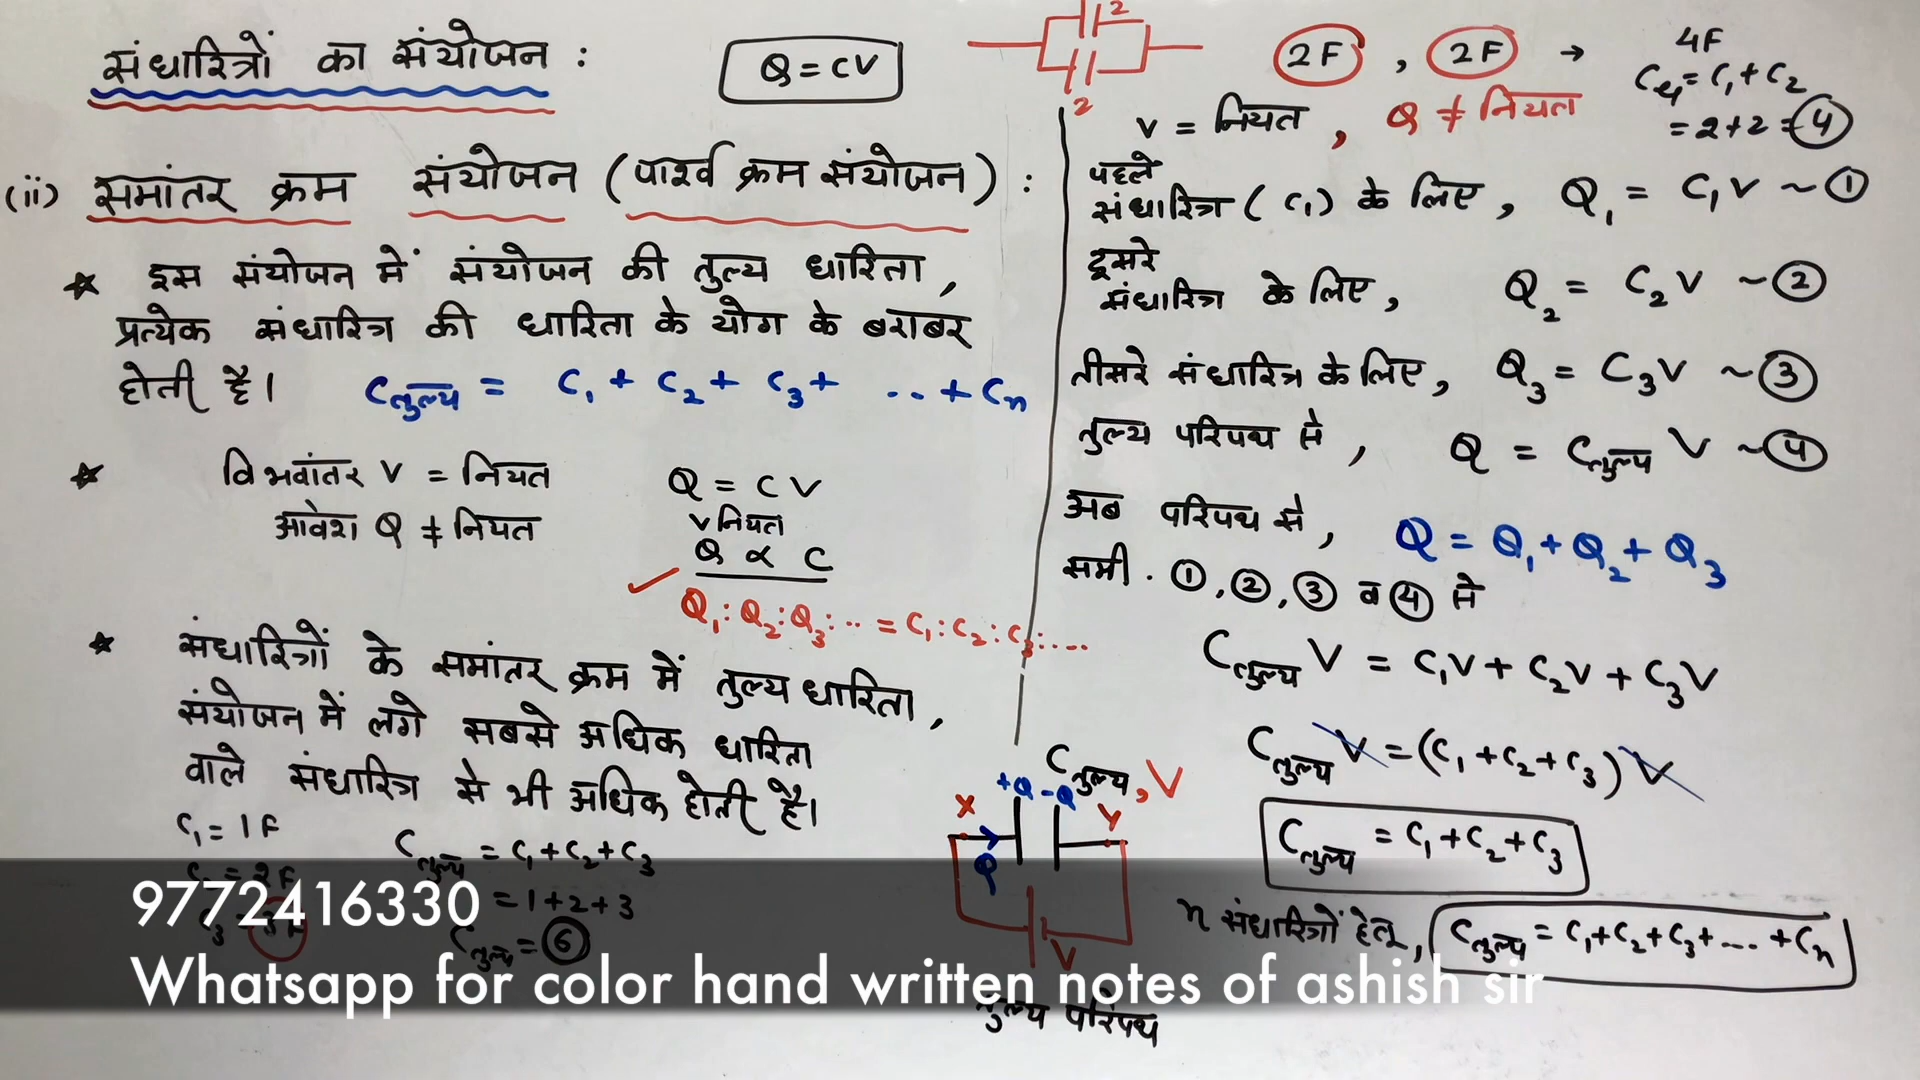 संधारित्रों का संयोजन :
Q = CV
(ii) समांतर क्रम संयोजन (पार्श्व क्रम संयोजन) :
★ इस संयोजन में संयोजन की तुल्य धारिता,
प्रत्येक संधारित्र की धारिता के योग के बराबर
होती है। Cतुल्य = C₁ + C₂ + C₃ + .. + Cₙ
★ विभवांतर V = नियत
आवेश Q ≠ नियत
Q = CV
V नियत
Q ∝ C
✓ Q₁ : Q₂ : Q₃ : ... = C₁ : C₂ : C₃ : ....
★ संधारित्रों के समांतर क्रम में तुल्य धारिता,
संयोजन में लगे सबसे अधिक धारिता
वाले संधारित्र से भी अधिक होती है।
C₁ = 1F
C₂ = 2F
C₃ = 3F
Cतुल्य = C₁ + C₂ + C₃
= 1 + 2 + 3
Cतुल्य = 6
2
2
2F , 2F → 4F
Ceq = C₁ + C₂
= 2 + 2 = 4
V = नियत , Q ≠ नियत
पहले
संधारित्र (C₁) के लिए, Q₁ = C₁V ~ ①
दूसरे
संधारित्र के लिए, Q₂ = C₂V ~ ②
तीसरे संधारित्र के लिए, Q₃ = C₃V ~ ③
तुल्य परिपथ से, Q = Cतुल्य V ~ ④
अब परिपथ से, Q = Q₁ + Q₂ + Q₃
समी. ①, ②, ③ व ④ से
Cतुल्य V = C₁V + C₂V + C₃V
Cतुल्य V = (C₁ + C₂ + C₃) V
Cतुल्य = C₁ + C₂ + C₃
n संधारित्रों हेतु, Cतुल्य = C₁ + C₂ + C₃ + .... + Cₙ
Cतुल्य, V
+Q -Q
X Y
Q
V
तुल्य परिपथ
9772416330
Whatsapp for color hand written notes of ashish sir